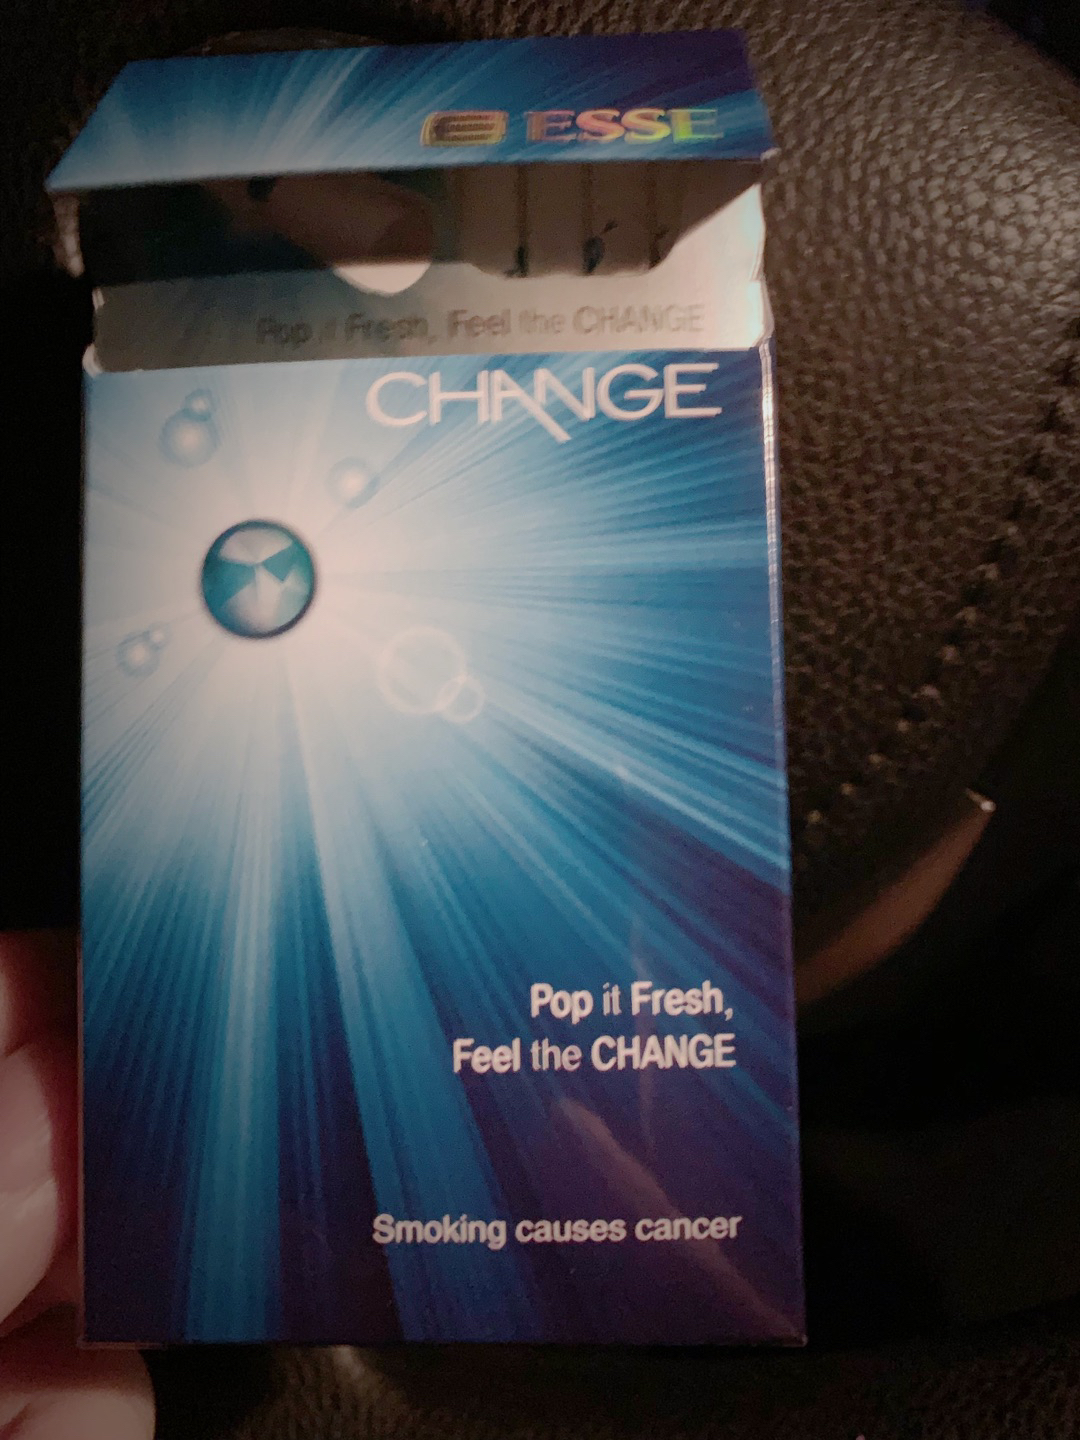 ESSE
Pop it Fresh, Feel the CHANGE
CHANGE
Pop it Fresh,
Feel the CHANGE
Smoking causes cancer